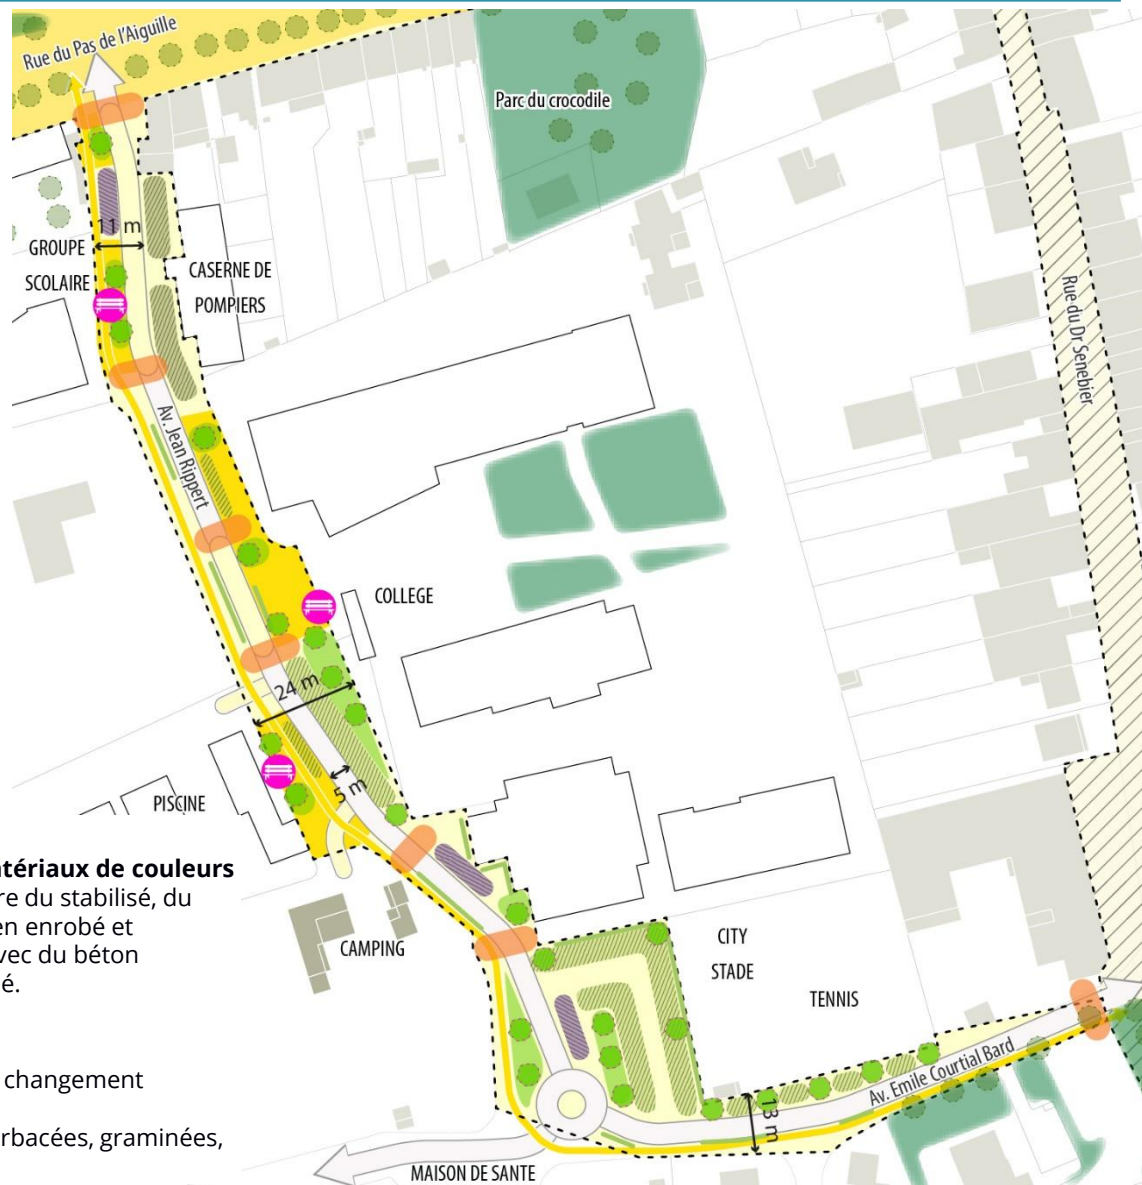 Rue du Pas de l'Aiguille
Parc du crocodile
11 m
GROUPE
SCOLAIRE
CASERNE DE
POMPIERS
Rue du Dr Senebier
Av. Jean Rippert
COLLEGE
24 m
5 m
PISCINE
tériaux de couleurs
re du stabilisé, du
en enrobé et
vec du béton
é.
CAMPING
CITY
STADE
TENNIS
changement
Av. Emile Courtial Bard
13 m
rbacées, graminées,
MAISON DE SANTE